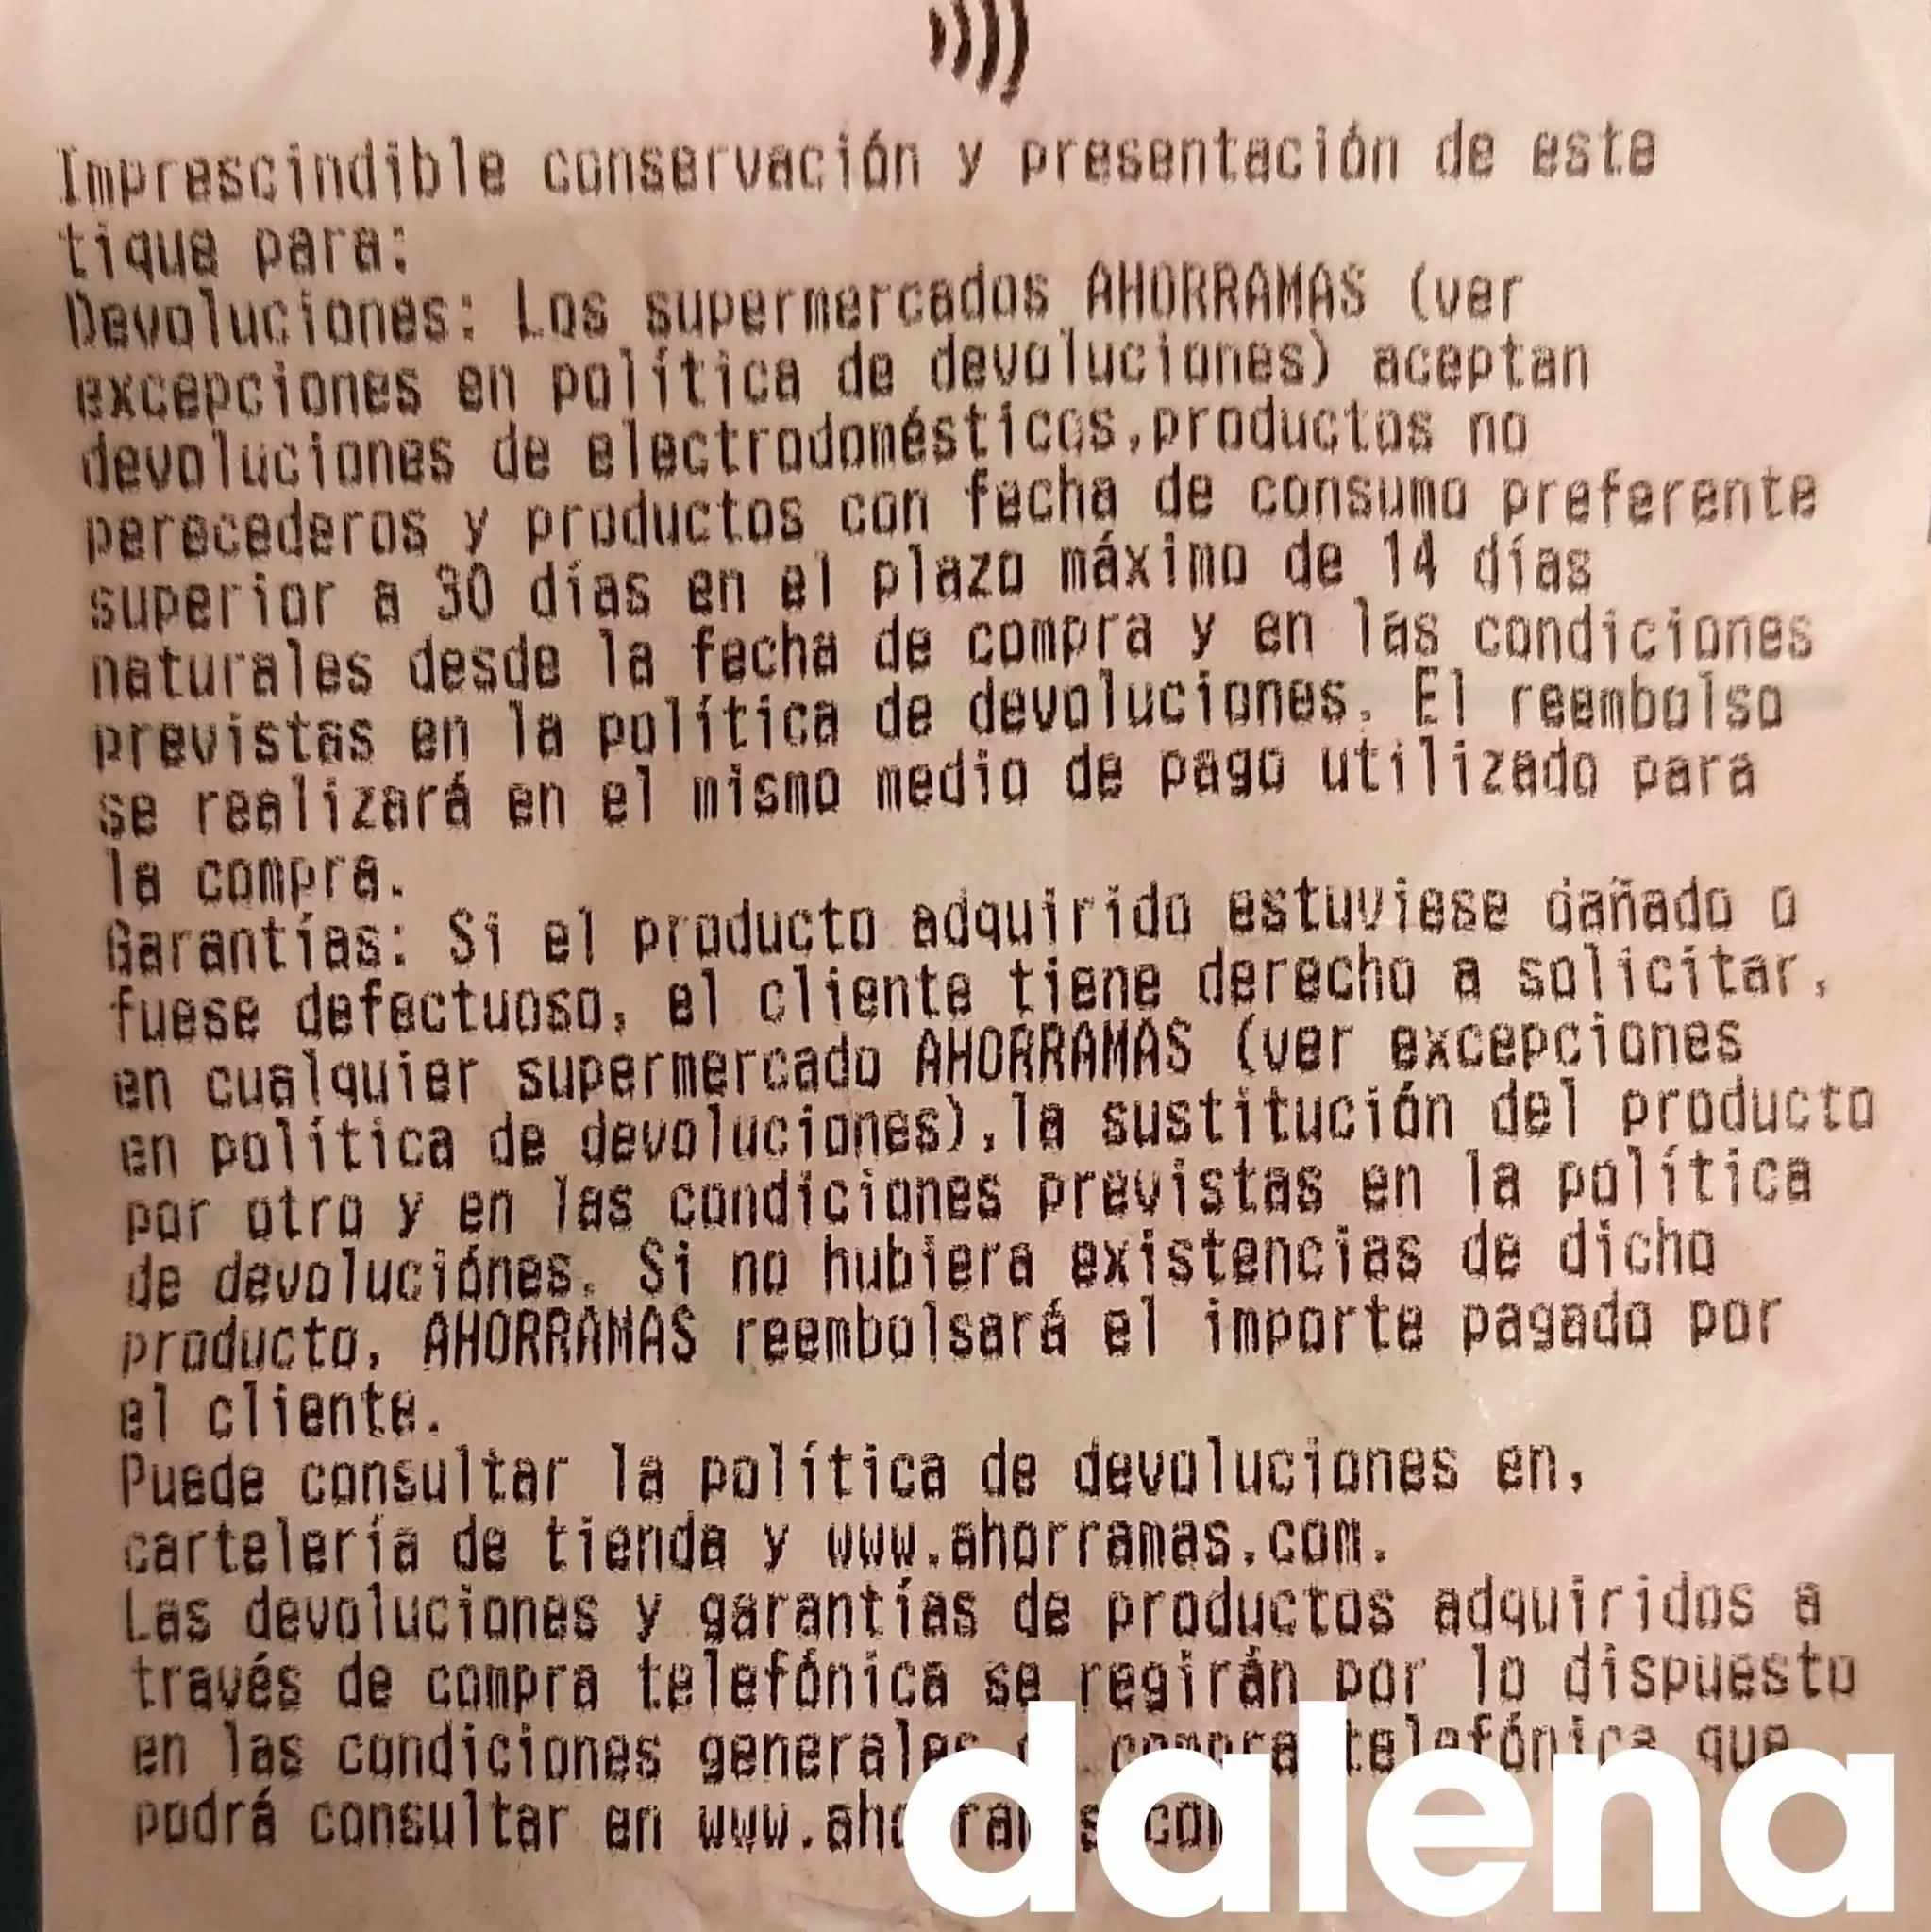 Imprescindible conservación y presentación de este
tique para:
Devoluciones: Los supermercados AHORRAMAS (ver
excepciones en política de devoluciones) aceptan
devoluciones de electrodomésticos,productos no
perecederos y productos con fecha de consumo preferente
superior a 30 días en el plazo máximo de 14 días
naturales desde la fecha de compra y en las condiciones
previstas en la política de devoluciones. El reembolso
se realizará en el mismo medio de pago utilizado para
la compra.
Garantías: Si el producto adquirido estuviese dañado o
fuese defectuoso, el cliente tiene derecho a solicitar,
en cualquier supermercado AHORRAMAS (ver excepciones
en política de devoluciones),la sustitución del producto
por otro y en las condiciones previstas en la política
de devoluciónes. Si no hubiera existencias de dicho
producto, AHORRAMAS reembolsará el importe pagado por
el cliente.
Puede consultar la política de devoluciones en,
cartelería de tienda y www.ahorramas.com.
Las devoluciones y garantías de productos adquiridos a
través de compra telefónica se regirán por lo dispuesto
en las condiciones generales compra telefónica que
podrá consultar en
dalena